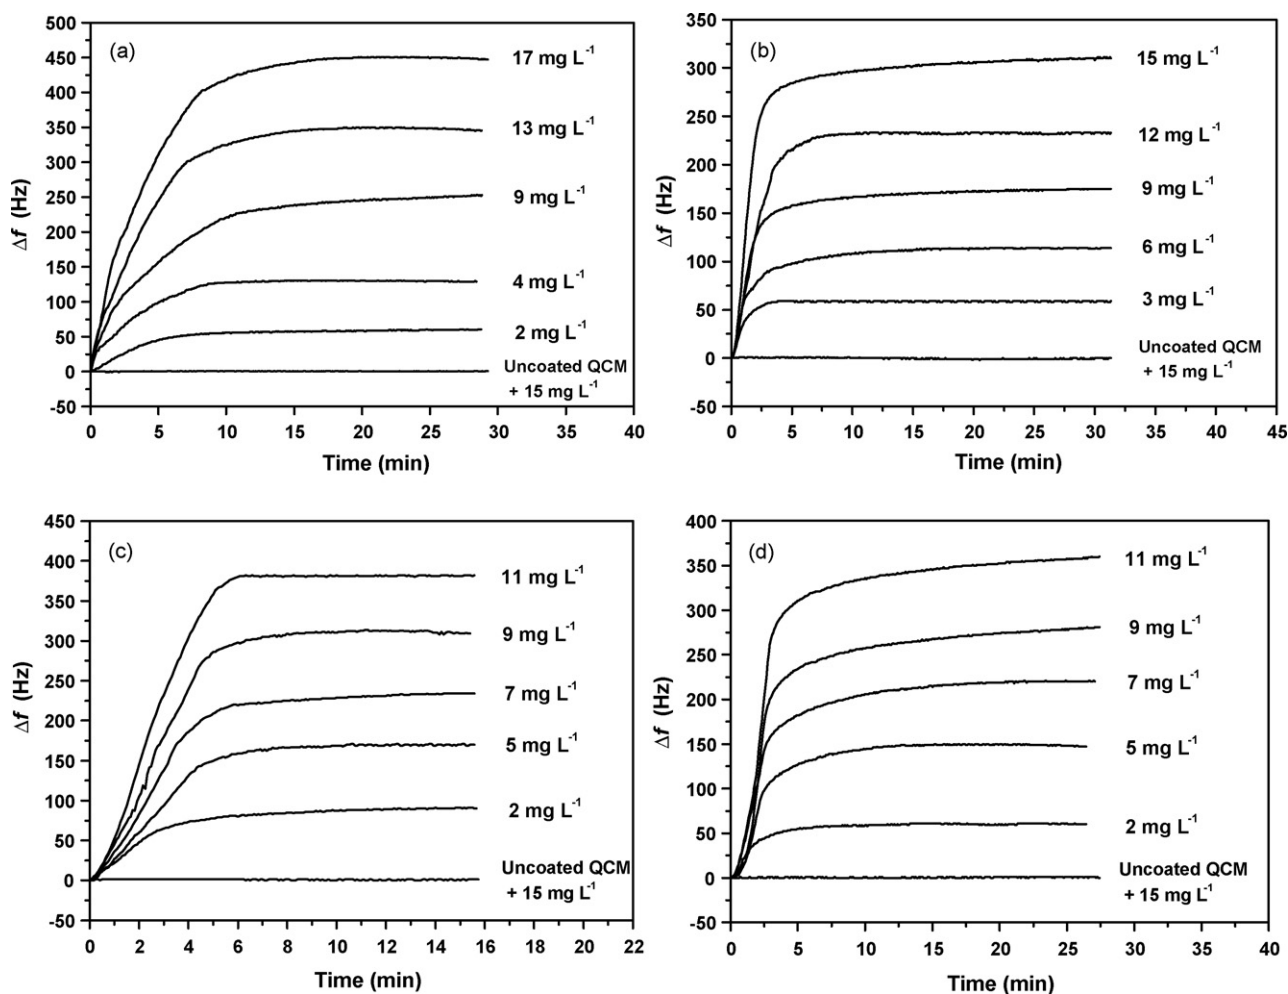 (a)
500
450
400
350
300
250
200
150
100
50
0
-50
Δf (Hz)
17 mg L⁻¹
13 mg L⁻¹
9 mg L⁻¹
4 mg L⁻¹
2 mg L⁻¹
Uncoated QCM
+ 15 mg L⁻¹
0 5 10 15 20 25 30 35 40
Time (min)
(b)
350
300
250
200
150
100
50
0
-50
Δf (Hz)
15 mg L⁻¹
12 mg L⁻¹
9 mg L⁻¹
6 mg L⁻¹
3 mg L⁻¹
Uncoated QCM
+ 15 mg L⁻¹
0 5 10 15 20 25 30 35 40 45
Time (min)
(c)
450
400
350
300
250
200
150
100
50
0
-50
Δf (Hz)
11 mg L⁻¹
9 mg L⁻¹
7 mg L⁻¹
5 mg L⁻¹
2 mg L⁻¹
Uncoated QCM
+ 15 mg L⁻¹
0 2 4 6 8 10 12 14 16 18 20 22
Time (min)
(d)
400
350
300
250
200
150
100
50
0
-50
Δf (Hz)
11 mg L⁻¹
9 mg L⁻¹
7 mg L⁻¹
5 mg L⁻¹
2 mg L⁻¹
Uncoated QCM
+ 15 mg L⁻¹
0 5 10 15 20 25 30 35 40
Time (min)